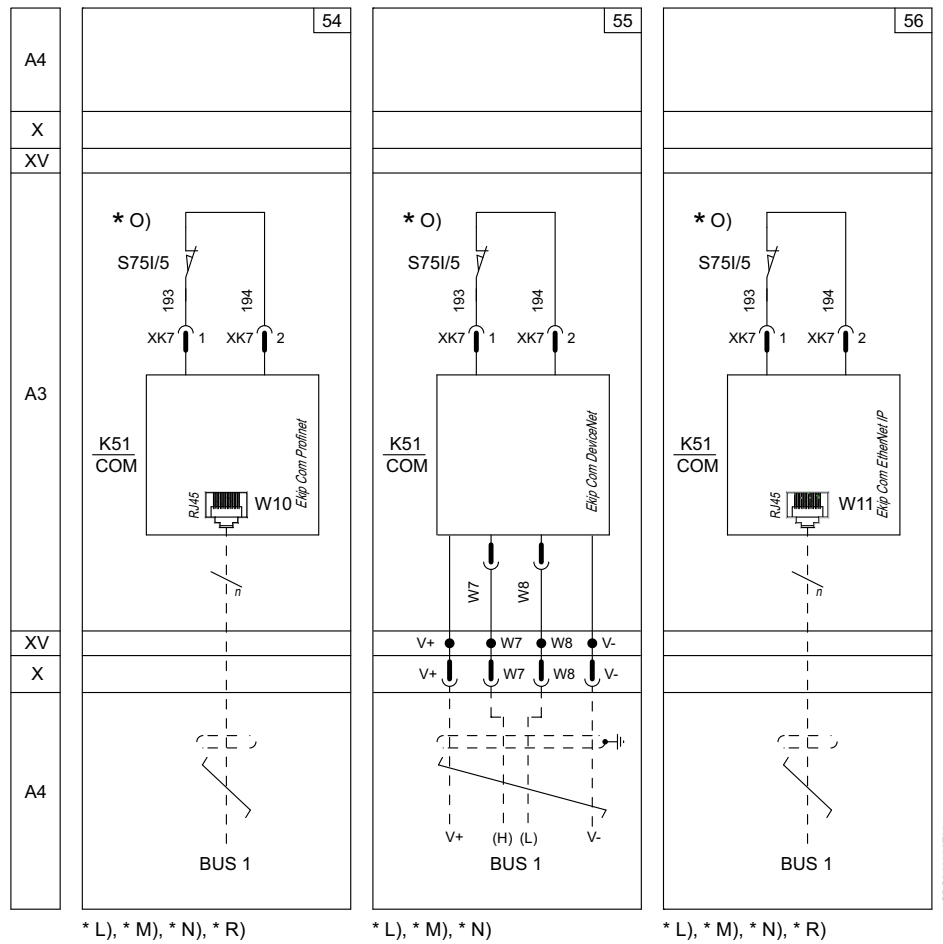 A4
X
XV
A3
XV
X
A4
54
* O)
S75I/5
193
194
XK7
1
XK7
2
K51
COM
Ekip Com Profinet
RJ45
W10
n
BUS 1
* L), * M), * N), * R)
55
* O)
S75I/5
193
194
XK7
1
XK7
2
K51
COM
Ekip Com DeviceNet
W7
W8
V+
W7
W8
V-
V+
W7
W8
V-
V+
(H)
(L)
V-
BUS 1
* L), * M), * N)
56
* O)
S75I/5
193
194
XK7
1
XK7
2
K51
COM
Ekip Com EtherNet IP
RJ45
W11
n
BUS 1
* L), * M), * N), * R)